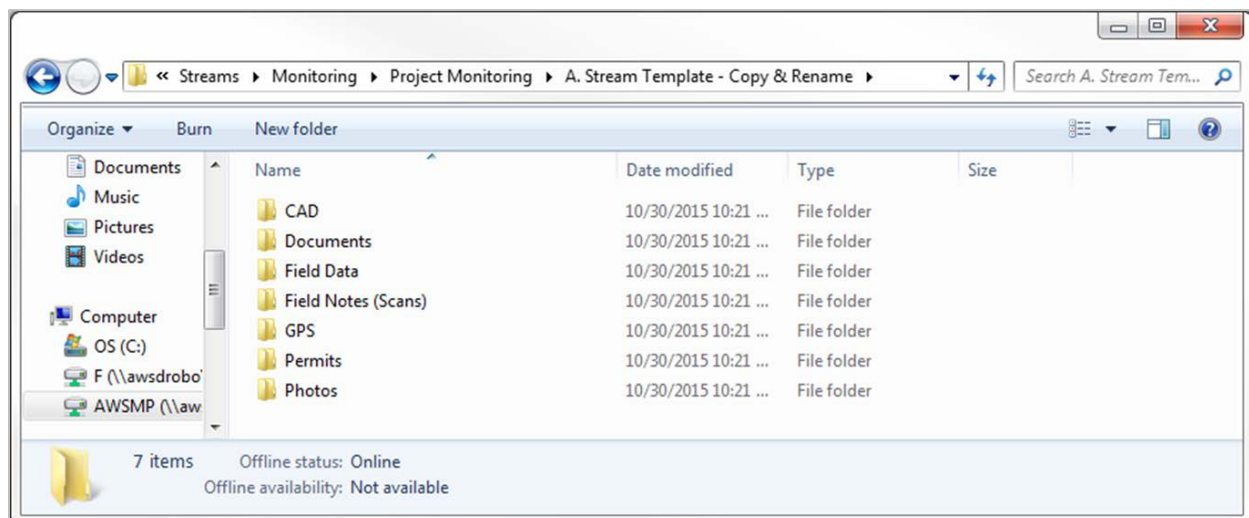 « Streams ▸ Monitoring ▸ Project Monitoring ▸ A. Stream Template - Copy & Rename ▸
Search A. Stream Tem...
Organize Burn New folder
Documents
Music
Pictures
Videos
Computer
OS (C:)
F (\\awsdrobo
AWSMP (\\aw
Name Date modified Type Size
CAD 10/30/2015 10:21 ... File folder
Documents 10/30/2015 10:21 ... File folder
Field Data 10/30/2015 10:21 ... File folder
Field Notes (Scans) 10/30/2015 10:21 ... File folder
GPS 10/30/2015 10:21 ... File folder
Permits 10/30/2015 10:21 ... File folder
Photos 10/30/2015 10:21 ... File folder
7 items Offline status: Online
Offline availability: Not available